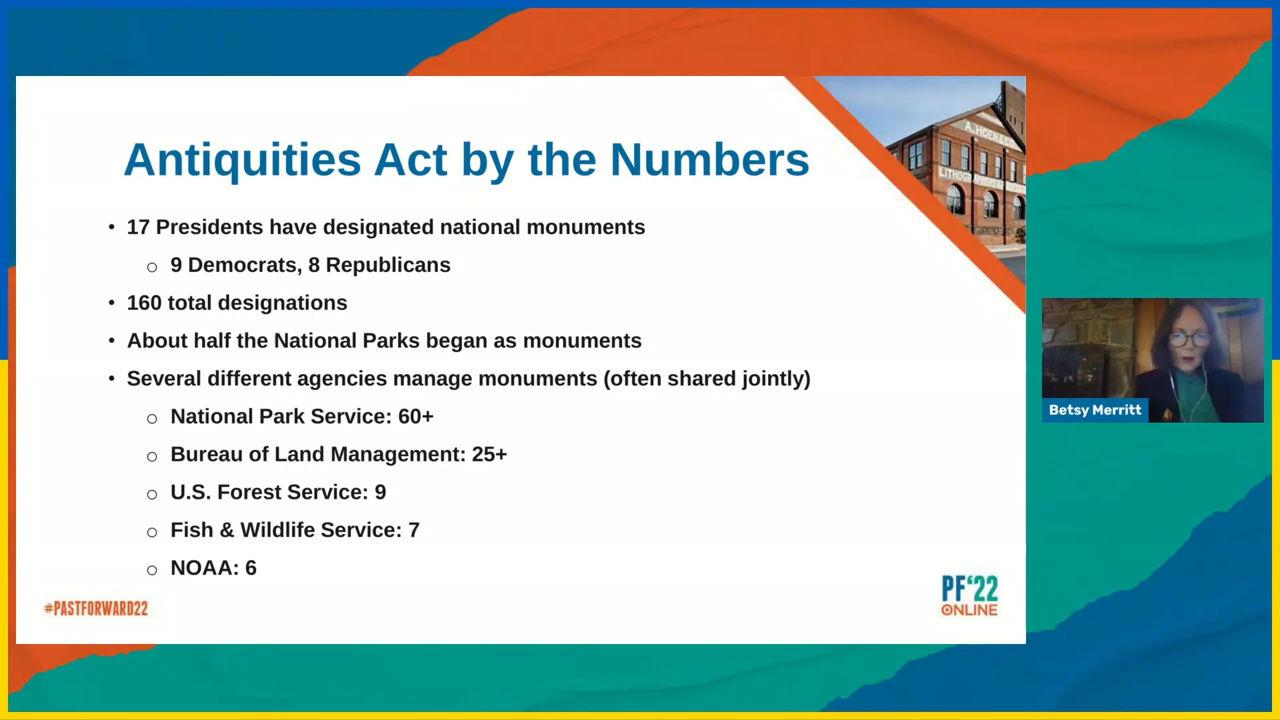 Antiquities Act by the Numbers
• 17 Presidents have designated national monuments
o 9 Democrats, 8 Republicans
• 160 total designations
• About half the National Parks began as monuments
• Several different agencies manage monuments (often shared jointly)
o National Park Service: 60+
o Bureau of Land Management: 25+
o U.S. Forest Service: 9
o Fish & Wildlife Service: 7
o NOAA: 6
#PASTFORWARD22
PF‘22
ONLINE
A. HOEN & CO
Betsy Merritt